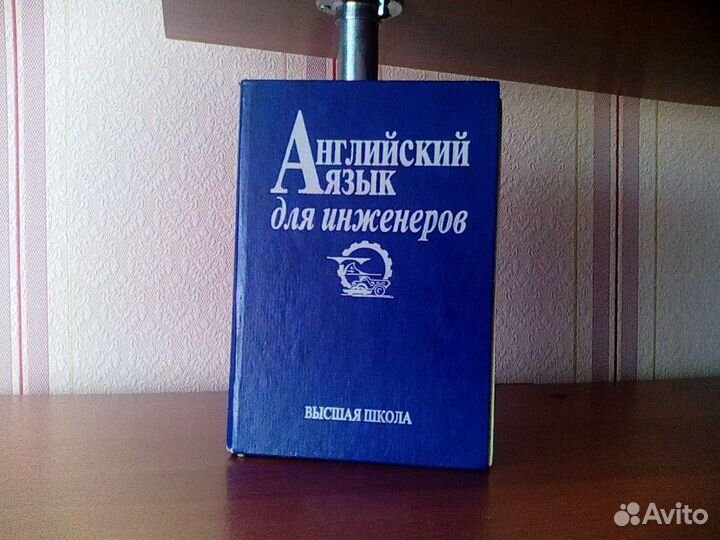 Английский
язык
для инженеров
ВЫСШАЯ ШКОЛА
Avito